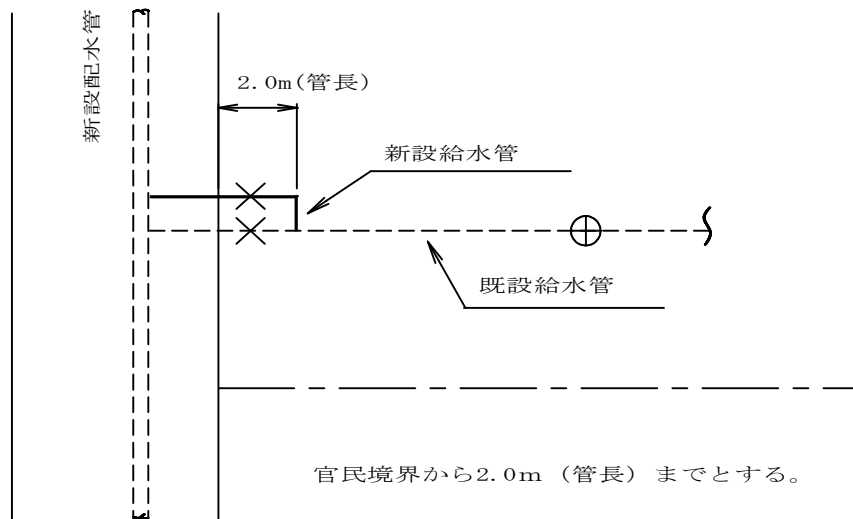 新設配水管
2.0m(管長)
新設給水管
既設給水管
官民境界から2.0m（管長）までとする。